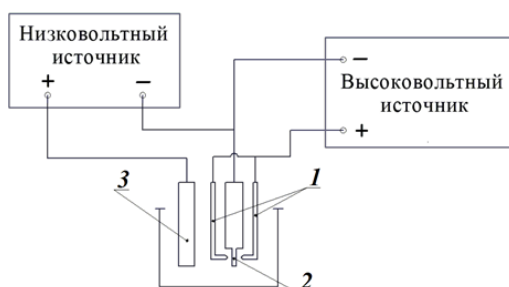 Низковольтный
источник
+ −
−
Высоковольтный
источник
+
3
1
2